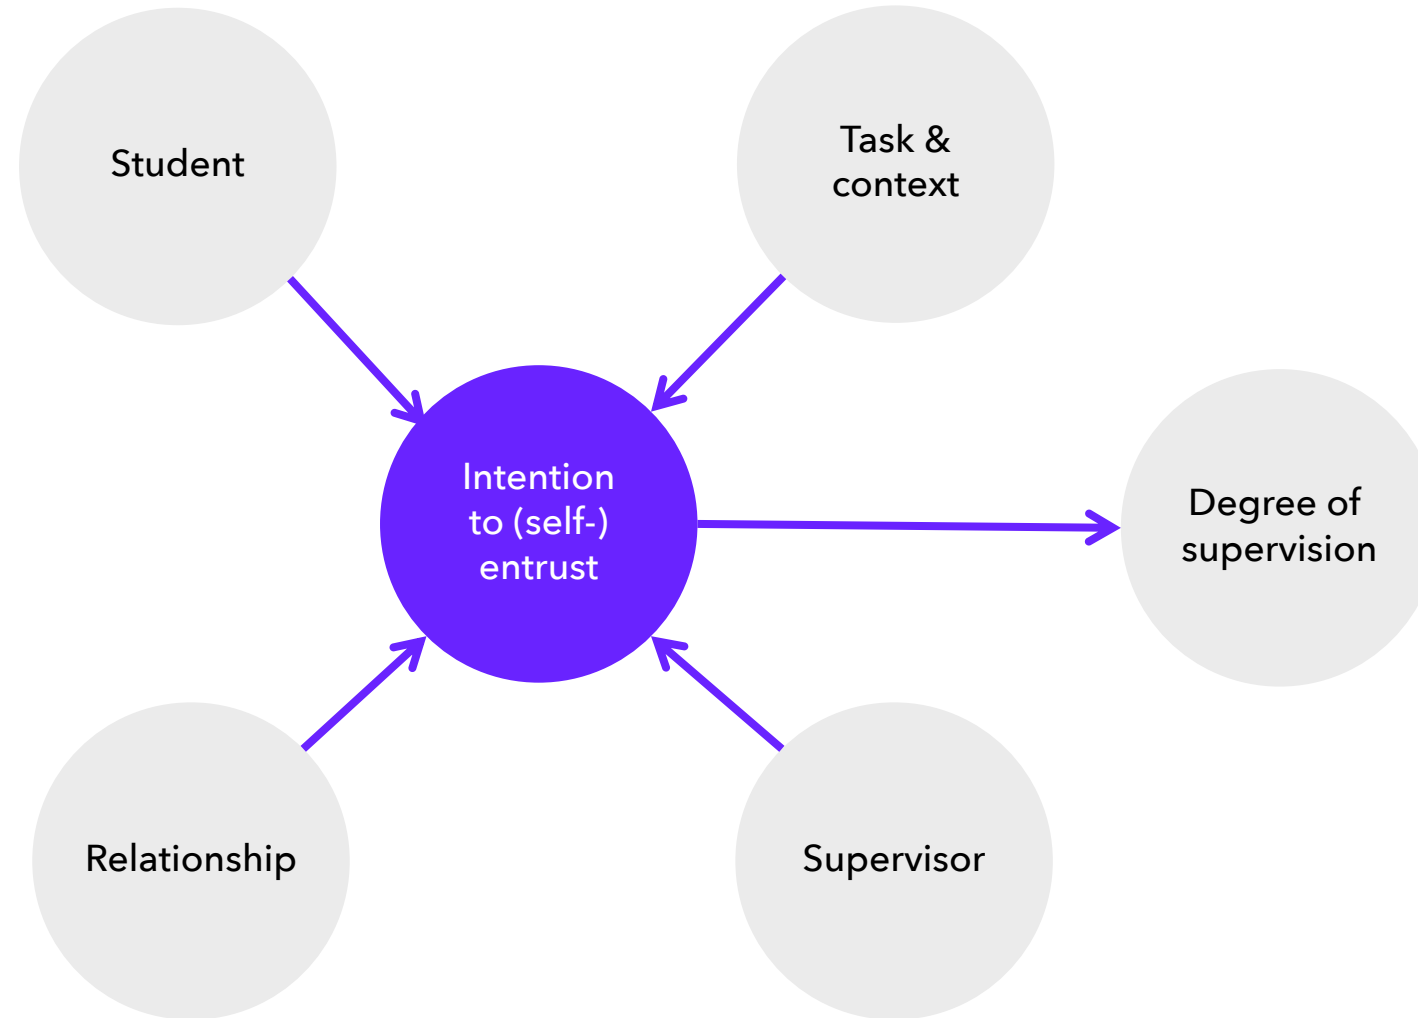 Student
Task &
context
Intention
to (self-)
entrust
Degree of
supervision
Relationship
Supervisor